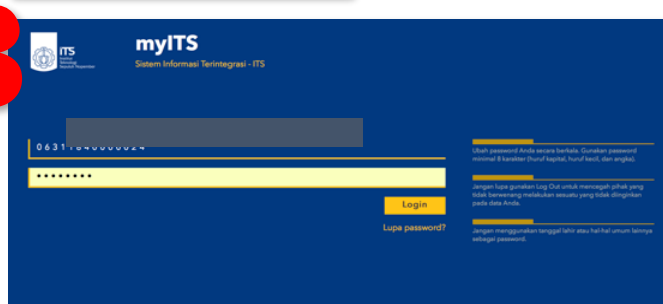 ITS
myITS
Sistem Informasi Terintegrasi - ITS
••••••••
Login
Lupa password?
Ubah password Anda secara berkala. Gunakan password
minimal 8 karakter (huruf kapital, huruf kecil, dan angka).
Jangan lupa gunakan Log Out untuk mencegah pihak yang
tidak berwenang melakukan sesuatu yang tidak diinginkan
pada data Anda.
Jangan menggunakan tanggal lahir atau hal-hal umum lainnya
sebagai password.